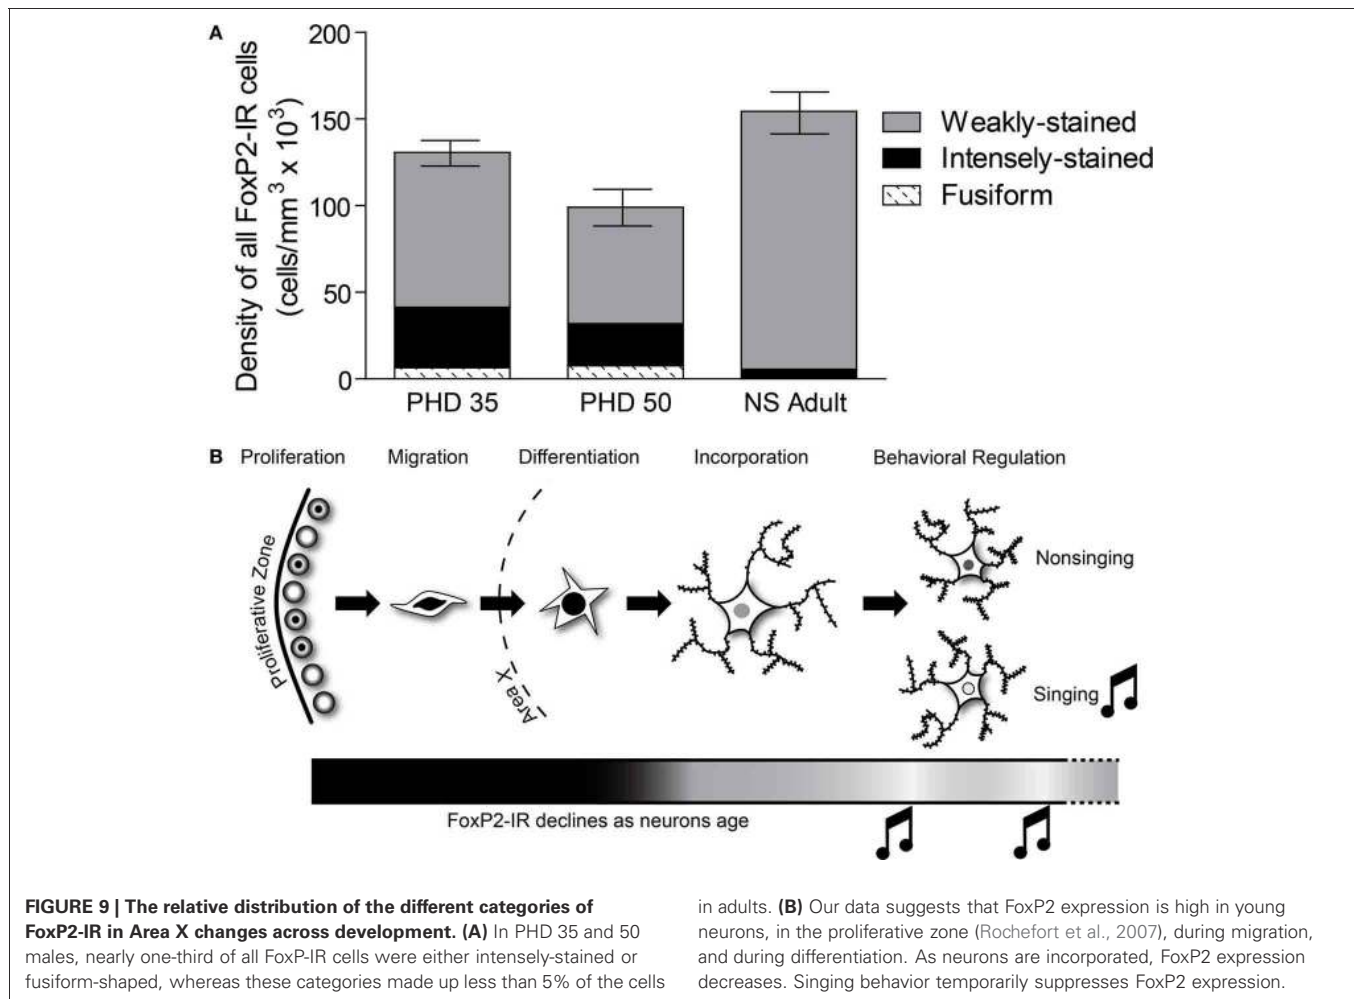 A
Density of all FoxP2-IR cells
(cells/mm³ x 10³)
200
150
100
50
0
PHD 35
PHD 50
NS Adult
Weakly-stained
Intensely-stained
Fusiform
B
Proliferation
Migration
Differentiation
Incorporation
Behavioral Regulation
Proliferative Zone
Area X
Nonsinging
Singing
FoxP2-IR declines as neurons age
FIGURE 9 | The relative distribution of the different categories of
FoxP2-IR in Area X changes across development. (A) In PHD 35 and 50
males, nearly one-third of all FoxP-IR cells were either intensely-stained or
fusiform-shaped, whereas these categories made up less than 5% of the cells
in adults. (B) Our data suggests that FoxP2 expression is high in young
neurons, in the proliferative zone (Rochefort et al., 2007), during migration,
and during differentiation. As neurons are incorporated, FoxP2 expression
decreases. Singing behavior temporarily suppresses FoxP2 expression.